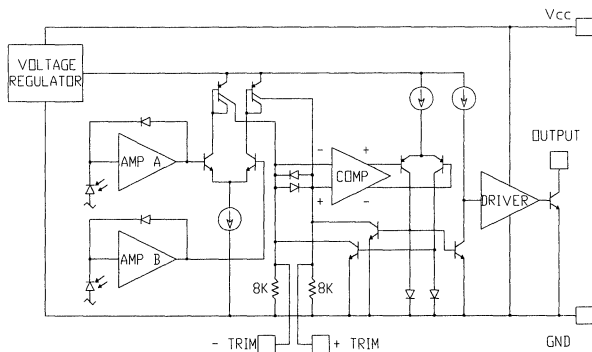 Vcc
VOLTAGE
REGULATOR
OUTPUT
AMP A
- +
COMP
+ -
DRIVER
AMP B
8K 8K
- TRIM + TRIM
GND